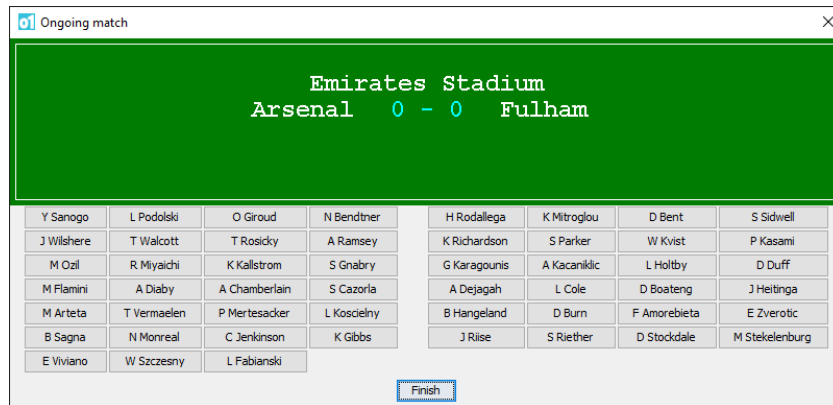 o1 Ongoing match
Emirates Stadium
Arsenal 0 - 0 Fulham
Y Sanogo L Podolski O Giroud N Bendtner H Rodallega K Mitroglou D Bent S Sidwell
J Wilshere T Walcott T Rosicky A Ramsey K Richardson S Parker W Kvist P Kasami
M Ozil R Miyaichi K Kallstrom S Gnabry G Karagounis A Kacaniklic L Holtby D Duff
M Flamini A Diaby A Chamberlain S Cazorla A Dejagah L Cole D Boateng J Heitinga
M Arteta T Vermaelen P Mertesacker L Koscielny B Hangeland D Burn F Amorebieta E Zverotic
B Sagna N Monreal C Jenkinson K Gibbs J Riise S Riether D Stockdale M Stekelenburg
E Viviano W Szczesny L Fabianski
Finish